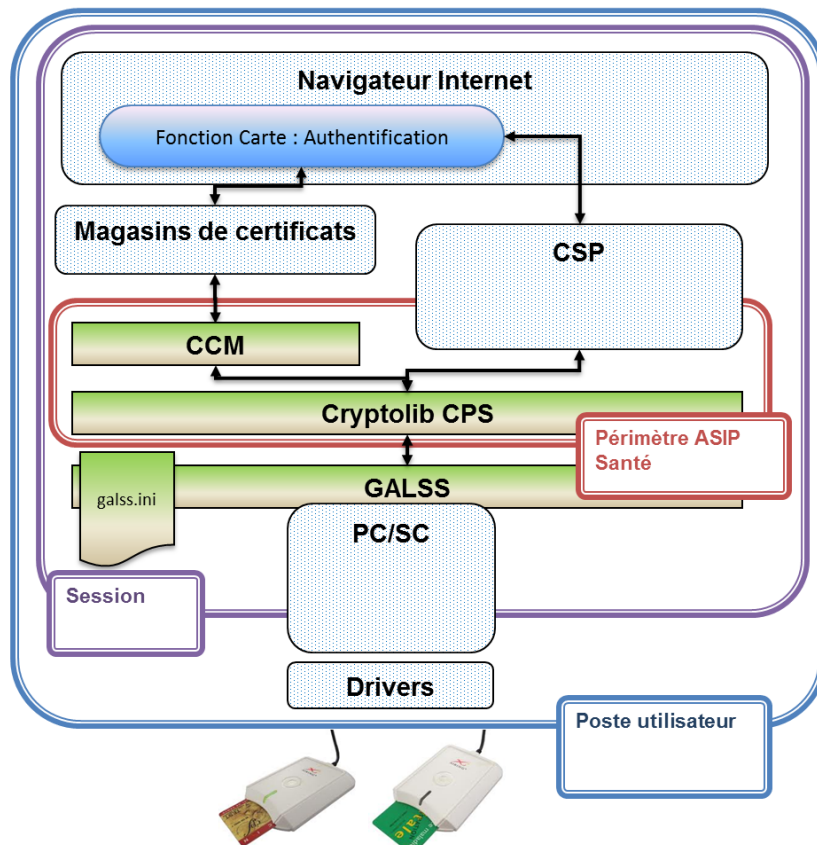 Navigateur Internet
Fonction Carte : Authentification
Magasins de certificats
CSP
CCM
Cryptolib CPS
Périmètre ASIP
Santé
GALSS
galss.ini
PC/SC
Session
Drivers
Poste utilisateur
vitale